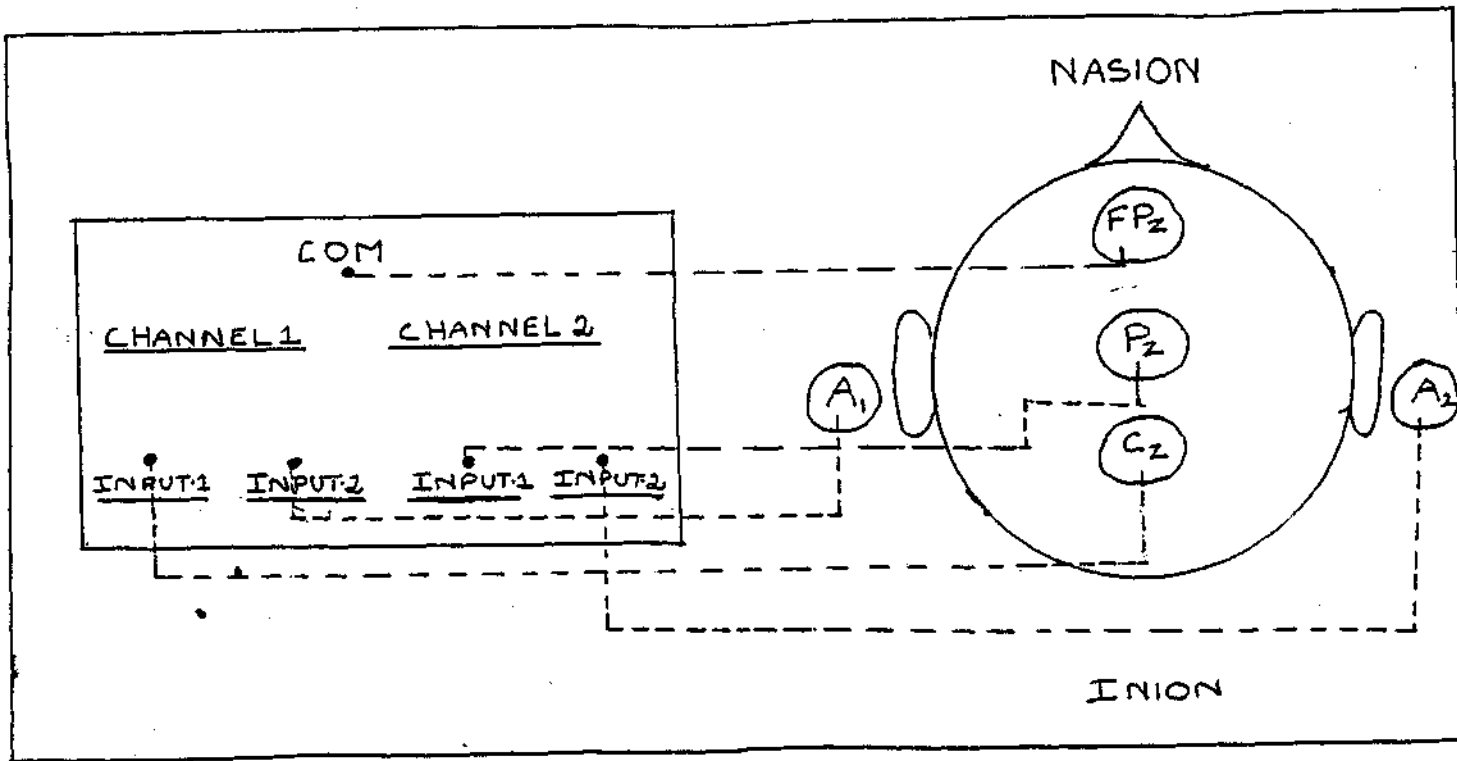 NASION
FPz
COM
CHANNEL 1 CHANNEL 2
Pz
A1 A2
Cz
INPUT.1 INPUT.2 INPUT.1 INPUT.2
INION